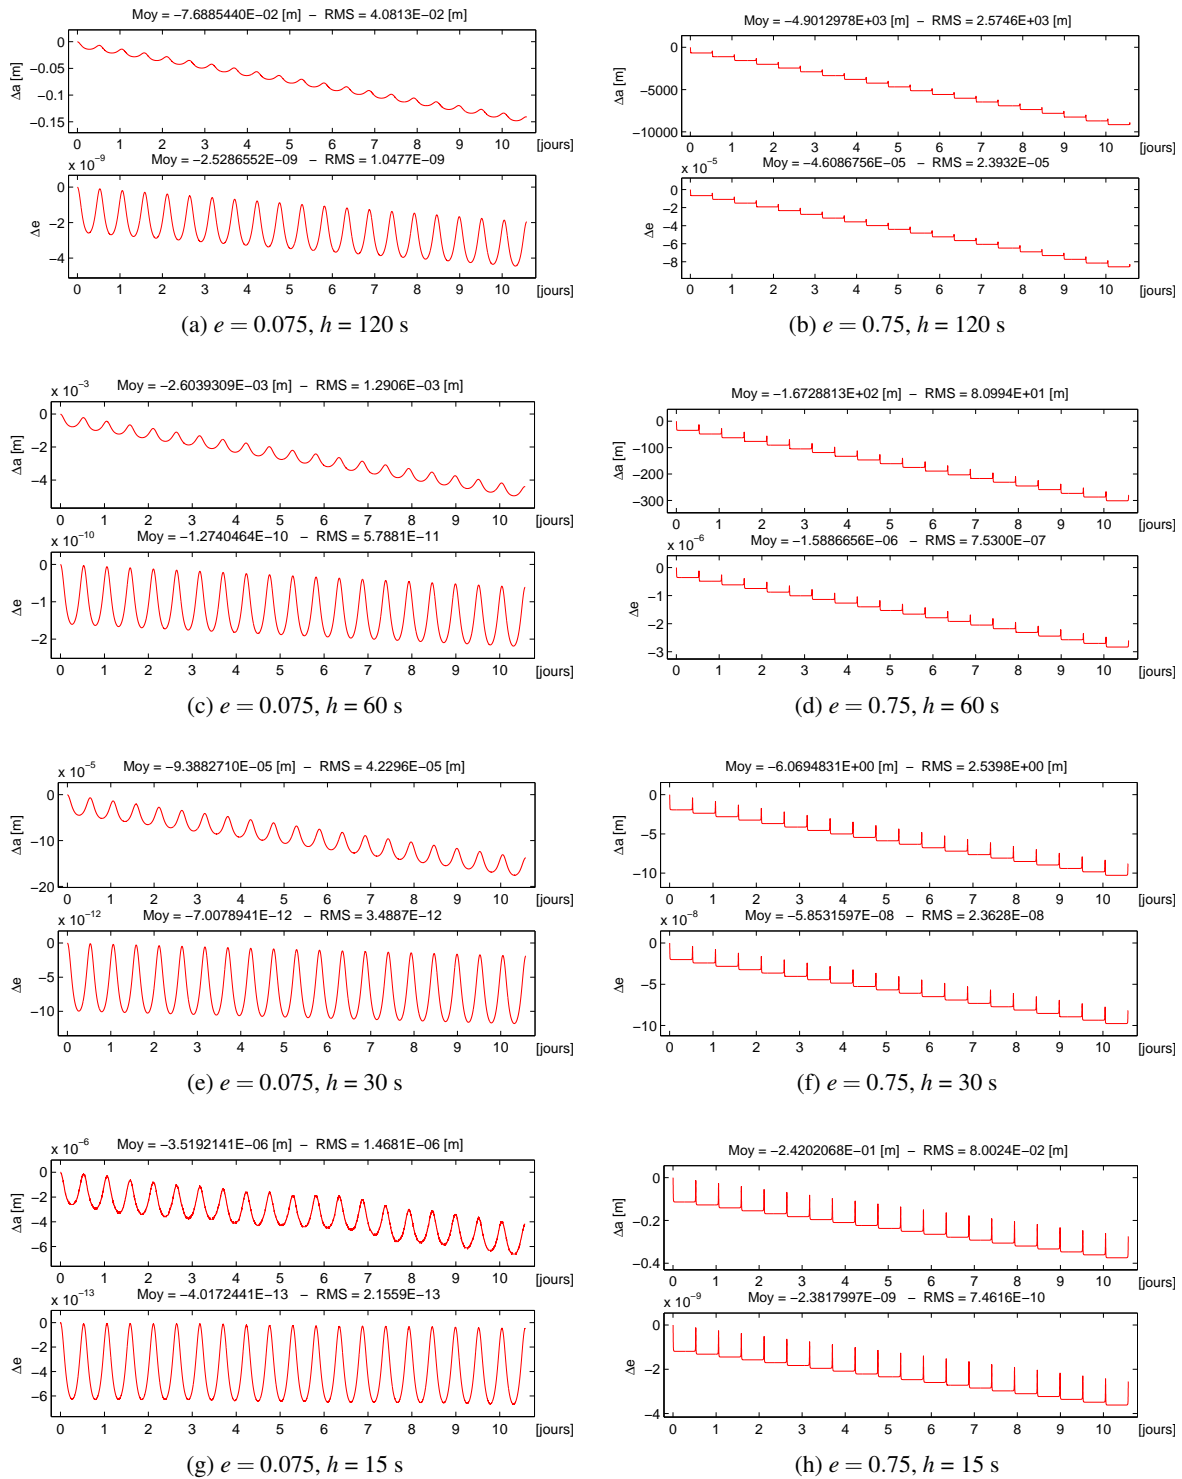 Moy = −7.6885440E−02 [m] − RMS = 4.0813E−02 [m]
Δa [m]
0
−0.05
−0.1
−0.15
0 1 2 3 4 5 6 7 8 9 10 [jours]
x 10−9 Moy = −2.5286552E−09 − RMS = 1.0477E−09
Δe
0
−2
−4
0 1 2 3 4 5 6 7 8 9 10 [jours]
(a) e = 0.075, h = 120 s
Moy = −4.9012978E+03 [m] − RMS = 2.5746E+03 [m]
Δa [m]
0
−5000
−10000
0 1 2 3 4 5 6 7 8 9 10 [jours]
x 10−5 Moy = −4.6086756E−05 − RMS = 2.3932E−05
Δe
0
−2
−4
−6
−8
0 1 2 3 4 5 6 7 8 9 10 [jours]
(b) e = 0.75, h = 120 s
x 10−3 Moy = −2.6039309E−03 [m] − RMS = 1.2906E−03 [m]
Δa [m]
0
−2
−4
0 1 2 3 4 5 6 7 8 9 10 [jours]
x 10−10 Moy = −1.2740464E−10 − RMS = 5.7881E−11
Δe
0
−1
−2
0 1 2 3 4 5 6 7 8 9 10 [jours]
(c) e = 0.075, h = 60 s
Moy = −1.6728813E+02 [m] − RMS = 8.0994E+01 [m]
Δa [m]
0
−100
−200
−300
0 1 2 3 4 5 6 7 8 9 10 [jours]
x 10−6 Moy = −1.5886656E−06 − RMS = 7.5300E−07
Δe
0
−1
−2
−3
0 1 2 3 4 5 6 7 8 9 10 [jours]
(d) e = 0.75, h = 60 s
x 10−5 Moy = −9.3882710E−05 [m] − RMS = 4.2296E−05 [m]
Δa [m]
0
−10
−20
0 1 2 3 4 5 6 7 8 9 10 [jours]
x 10−12 Moy = −7.0078941E−12 − RMS = 3.4887E−12
Δe
0
−5
−10
0 1 2 3 4 5 6 7 8 9 10 [jours]
(e) e = 0.075, h = 30 s
Moy = −6.0694831E+00 [m] − RMS = 2.5398E+00 [m]
Δa [m]
0
−5
−10
0 1 2 3 4 5 6 7 8 9 10 [jours]
x 10−8 Moy = −5.8531597E−08 − RMS = 2.3628E−08
Δe
0
−5
−10
0 1 2 3 4 5 6 7 8 9 10 [jours]
(f) e = 0.75, h = 30 s
x 10−6 Moy = −3.5192141E−06 [m] − RMS = 1.4681E−06 [m]
Δa [m]
0
−2
−4
−6
0 1 2 3 4 5 6 7 8 9 10 [jours]
x 10−13 Moy = −4.0172441E−13 − RMS = 2.1559E−13
Δe
0
−2
−4
−6
0 1 2 3 4 5 6 7 8 9 10 [jours]
(g) e = 0.075, h = 15 s
Moy = −2.4202068E−01 [m] − RMS = 8.0024E−02 [m]
Δa [m]
0
−0.2
−0.4
0 1 2 3 4 5 6 7 8 9 10 [jours]
x 10−9 Moy = −2.3817997E−09 − RMS = 7.4616E−10
Δe
0
−2
−4
0 1 2 3 4 5 6 7 8 9 10 [jours]
(h) e = 0.75, h = 15 s